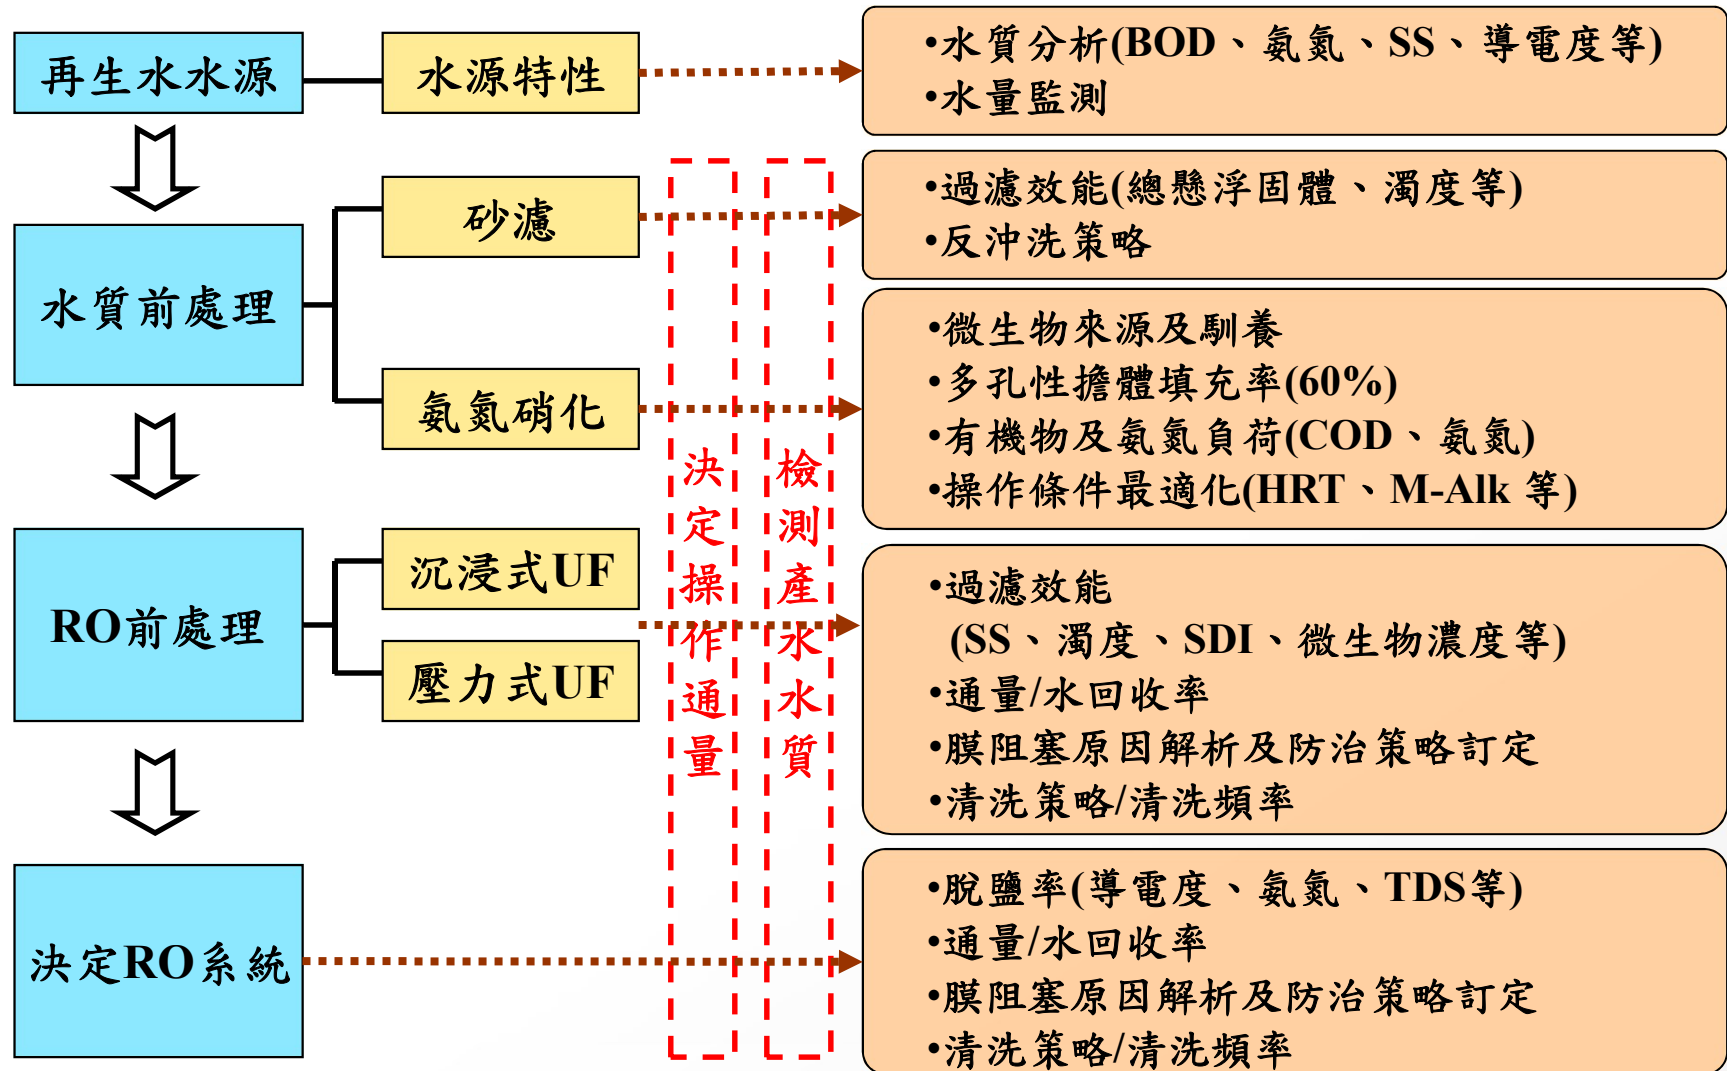 再生水水源
水源特性
•水質分析(BOD、氨氮、SS、導電度等)
•水量監測
水質前處理
砂濾
•過濾效能(總懸浮固體、濁度等)
•反沖洗策略
氨氮硝化
•微生物來源及馴養
•多孔性擔體填充率(60%)
•有機物及氨氮負荷(COD、氨氮)
•操作條件最適化(HRT、M-Alk 等)
決定操作通量
檢測產水水質
RO前處理
沉浸式UF
壓力式UF
•過濾效能
(SS、濁度、SDI、微生物濃度等)
•通量/水回收率
•膜阻塞原因解析及防治策略訂定
•清洗策略/清洗頻率
決定RO系統
•脫鹽率(導電度、氨氮、TDS等)
•通量/水回收率
•膜阻塞原因解析及防治策略訂定
•清洗策略/清洗頻率